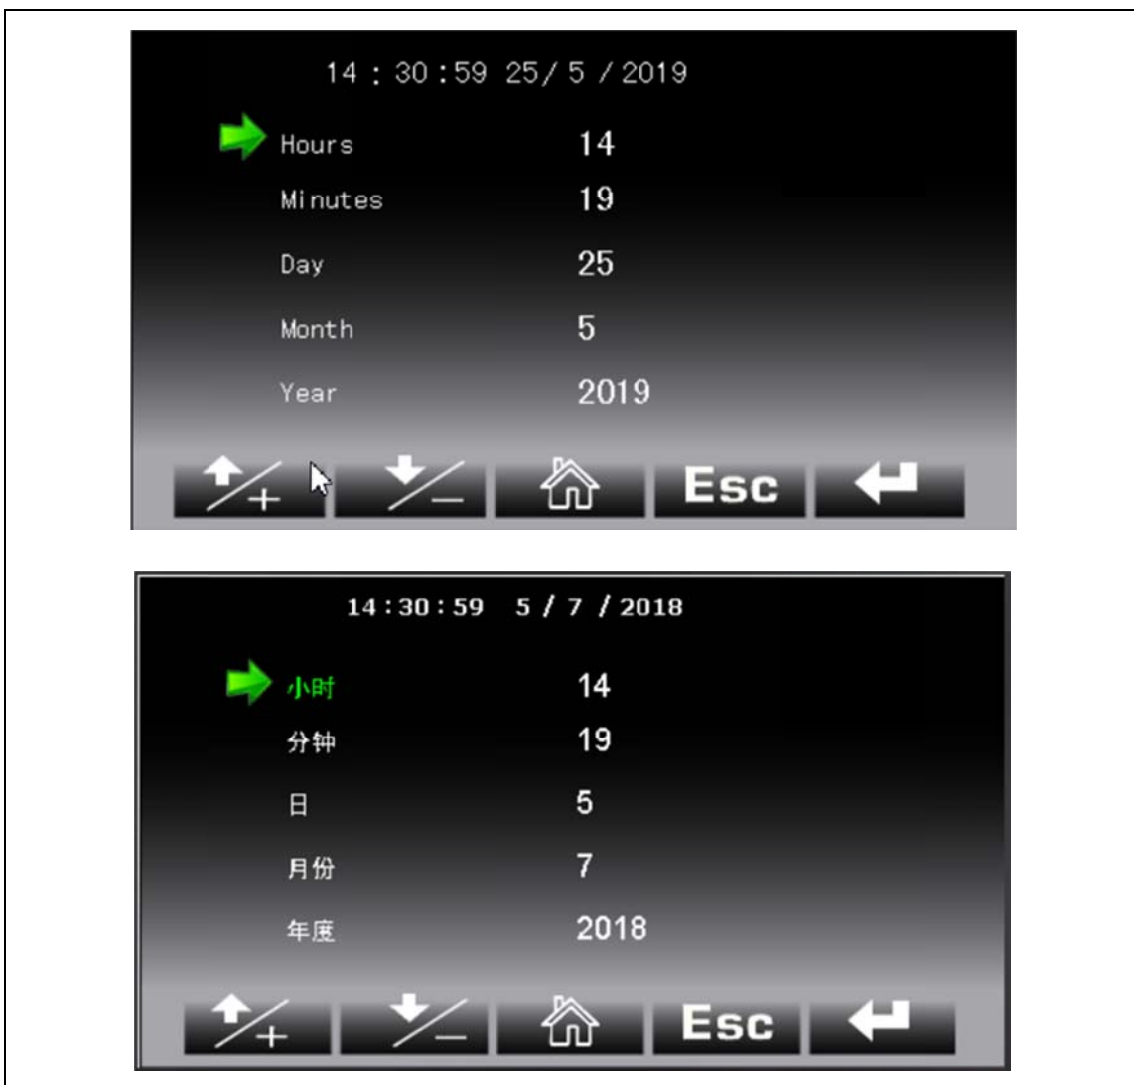 14 : 30 : 59 25 / 5 / 2019
Hours 14
Minutes 19
Day 25
Month 5
Year 2019
+ − Esc
14 : 30 : 59 5 / 7 / 2018
小时 14
分钟 19
日 5
月份 7
年度 2018
+ − Esc